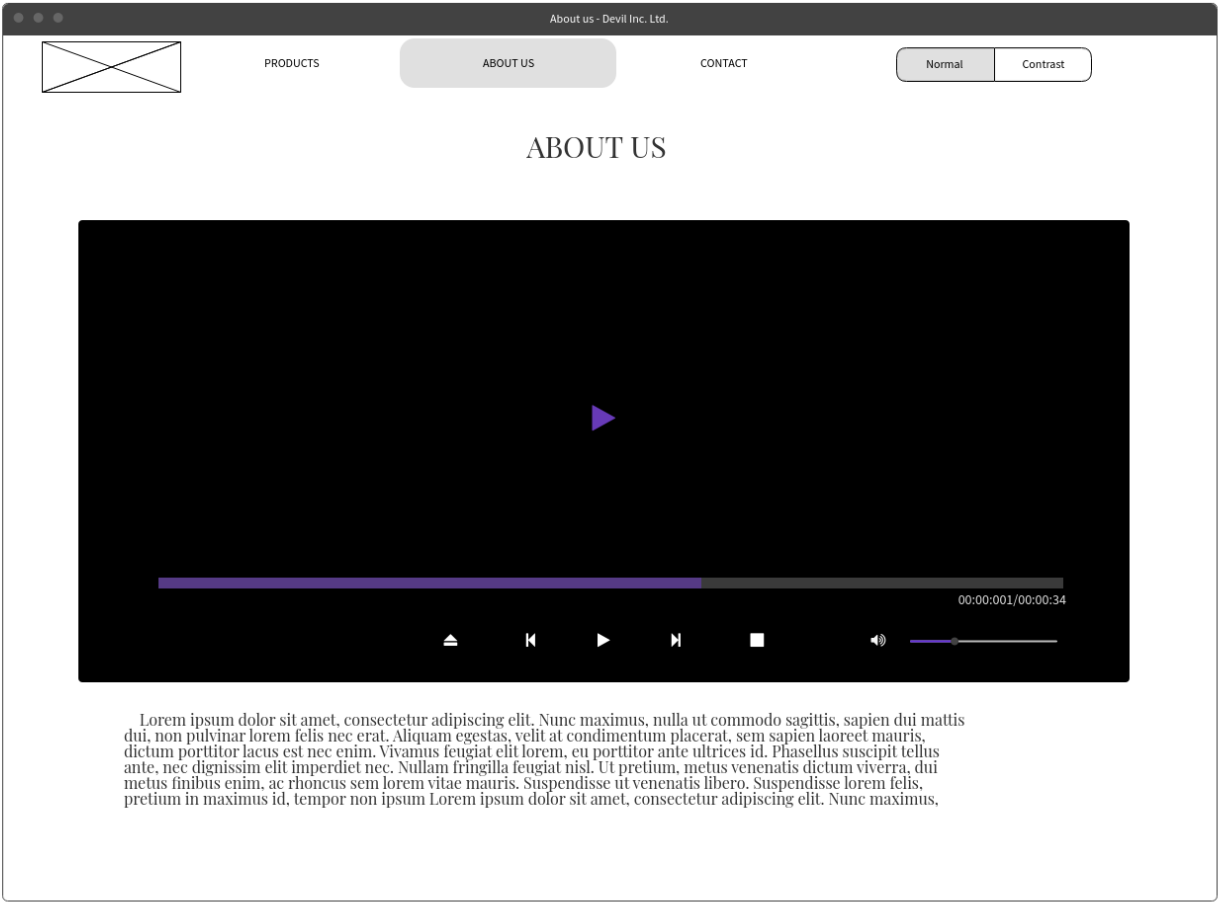 About us - Devil Inc. Ltd.
PRODUCTS
ABOUT US
CONTACT
Normal
Contrast
ABOUT US
00:00:001/00:00:34
Lorem ipsum dolor sit amet, consectetur adipiscing elit. Nunc maximus, nulla ut commodo sagittis, sapien dui mattis
dui, non pulvinar lorem felis nec erat. Aliquam egestas, velit at condimentum placerat, sem sapien laoreet mauris,
dictum porttitor lacus est nec enim. Vivamus feugiat elit lorem, eu porttitor ante ultrices id. Phasellus suscipit tellus
ante, nec dignissim elit imperdiet nec. Nullam fringilla feugiat nisl. Ut pretium, metus venenatis dictum viverra, dui
metus finibus enim, ac rhoncus sem lorem vitae mauris. Suspendisse ut venenatis libero. Suspendisse lorem felis,
pretium in maximus id, tempor non ipsum Lorem ipsum dolor sit amet, consectetur adipiscing elit. Nunc maximus,